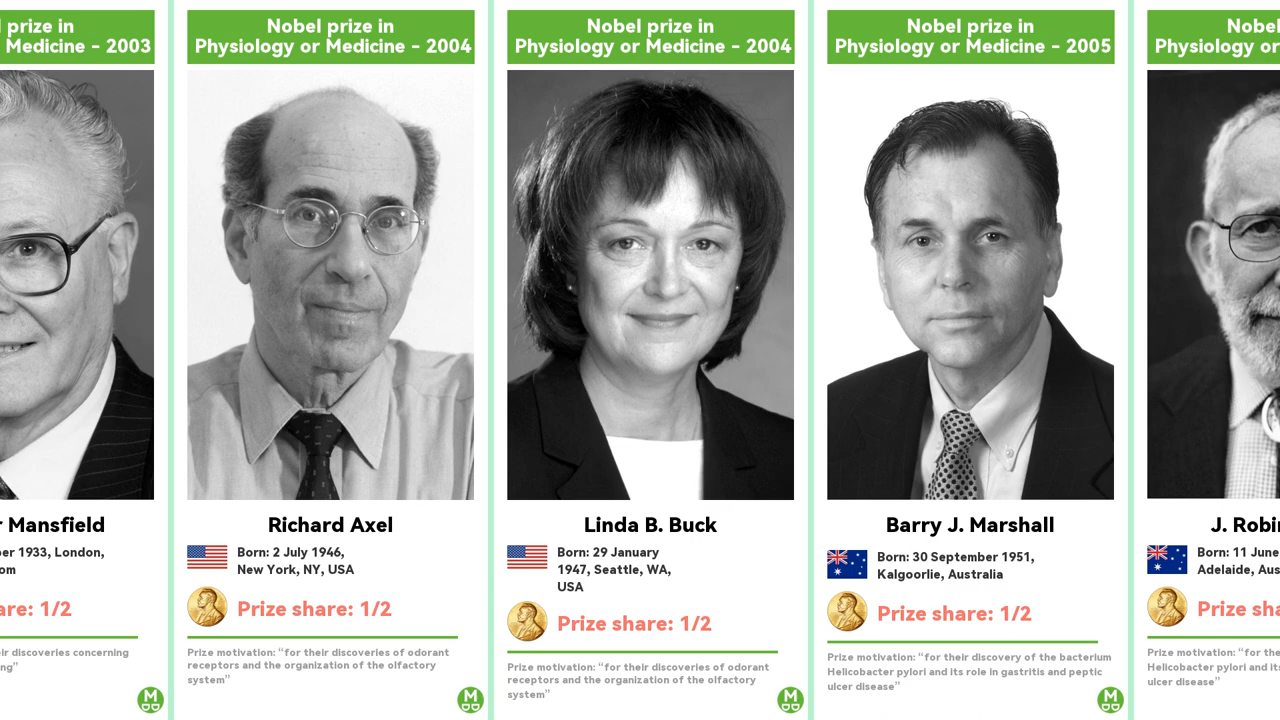 l prize in
Medicine - 2003
r Mansfield
er 1933, London,
om
are: 1/2
ir discoveries concerning
ng”
Nobel prize in
Physiology or Medicine - 2004
Richard Axel
Born: 2 July 1946,
New York, NY, USA
Prize share: 1/2
Prize motivation: “for their discoveries of odorant
receptors and the organization of the olfactory
system”
Nobel prize in
Physiology or Medicine - 2004
Linda B. Buck
Born: 29 January
1947, Seattle, WA,
USA
Prize share: 1/2
Prize motivation: “for their discoveries of odorant
receptors and the organization of the olfactory
system”
Nobel prize in
Physiology or Medicine - 2005
Barry J. Marshall
Born: 30 September 1951,
Kalgoorlie, Australia
Prize share: 1/2
Prize motivation: “for their discovery of the bacterium
Helicobacter pylori and its role in gastritis and peptic
ulcer disease”
Nobel
Physiology or
J. Robi
Born: 11 June
Adelaide, Aus
Prize sha
Prize motivation: “for the
Helicobacter pylori and its
ulcer disease”